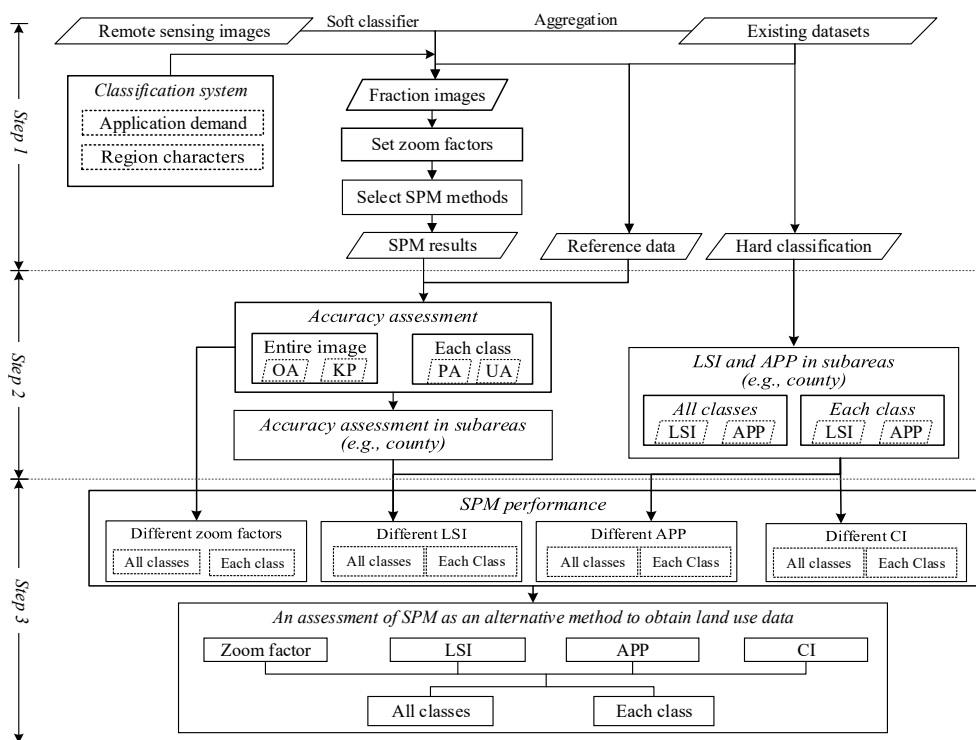 Remote sensing images
Soft classifier
Aggregation
Existing datasets
Step 1
Classification system
Application demand
Region characters
Fraction images
Set zoom factors
Select SPM methods
SPM results
Reference data
Hard classification
Step 2
Accuracy assessment
Entire image
OA
KP
Each class
PA
UA
Accuracy assessment in subareas
(e.g., county)
LSI and APP in subareas
(e.g., county)
All classes
LSI
APP
Each class
LSI
APP
Step 3
SPM performance
Different zoom factors
All classes
Each class
Different LSI
All classes
Each Class
Different APP
All classes
Each Class
Different CI
All classes
Each Class
An assessment of SPM as an alternative method to obtain land use data
Zoom factor
LSI
APP
CI
All classes
Each class